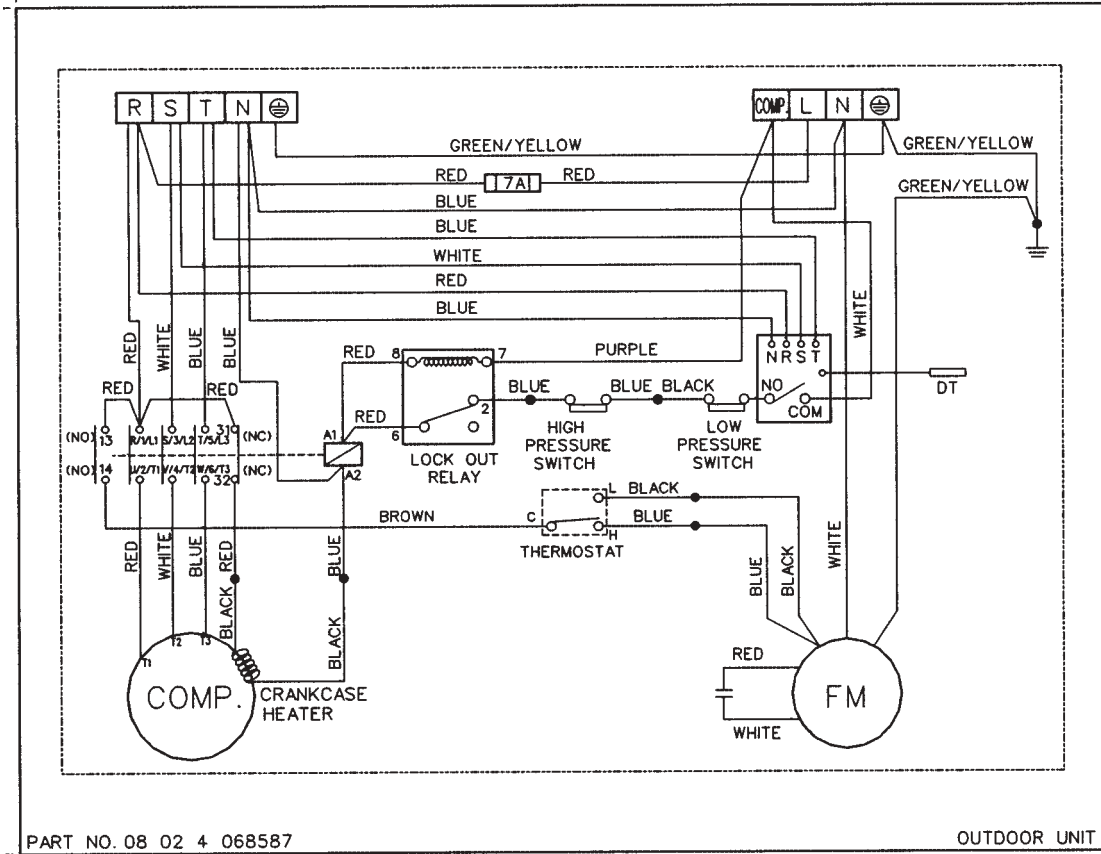 R S T N
COMP. L N
GREEN/YELLOW
GREEN/YELLOW
RED 7A RED
BLUE
GREEN/YELLOW
BLUE
WHITE
RED
BLUE
WHITE
RED WHITE BLUE BLUE
N R S T
NO
COM
DT
8 RED
7 PURPLE
RED RED
BLUE
BLUE BLACK
2
RED
6
LOCK OUT
RELAY
HIGH
PRESSURE
SWITCH
LOW
PRESSURE
SWITCH
(NO) 13 R/1/L1 S/3/L2 T/5/L3 31 (NC)
A1
(NO) 14 U/2/T1 V/4/T2 W/6/T3 32 (NC)
A2
L BLACK
BROWN
C
BLUE
H
THERMOSTAT
RED WHITE BLUE RED
BLUE
BLACK
BLACK
BLUE BLACK WHITE
T1 T2 T3
COMP.
CRANKCASE
HEATER
RED
FM
WHITE
PART NO. 08 02 4 068587
OUTDOOR UNIT